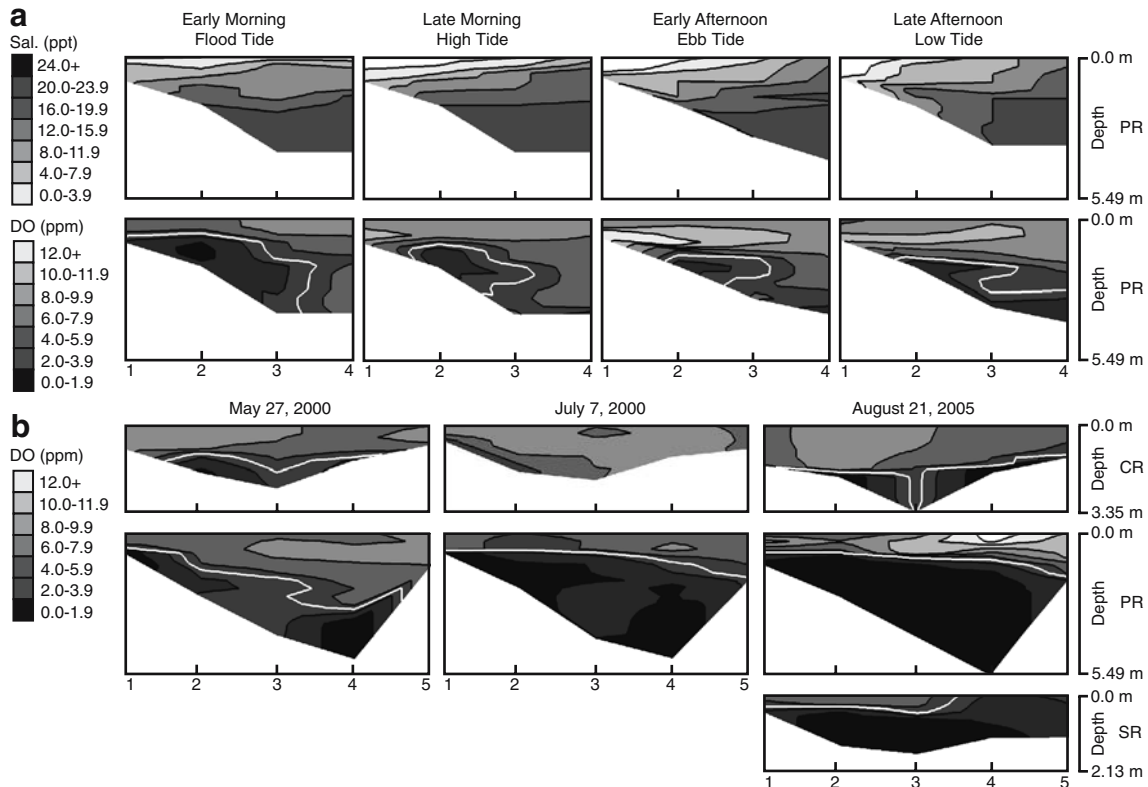 a
Early Morning
Flood Tide
Late Morning
High Tide
Early Afternoon
Ebb Tide
Late Afternoon
Low Tide
Sal. (ppt)
24.0+
20.0-23.9
16.0-19.9
12.0-15.9
8.0-11.9
4.0-7.9
0.0-3.9
0.0 m
Depth
PR
5.49 m
DO (ppm)
12.0+
10.0-11.9
8.0-9.9
6.0-7.9
4.0-5.9
2.0-3.9
0.0-1.9
0.0 m
Depth
PR
5.49 m
1 2 3 4
1 2 3 4
1 2 3 4
1 2 3 4
b
May 27, 2000
July 7, 2000
August 21, 2005
DO (ppm)
12.0+
10.0-11.9
8.0-9.9
6.0-7.9
4.0-5.9
2.0-3.9
0.0-1.9
0.0 m
Depth
CR
3.35 m
0.0 m
Depth
PR
5.49 m
1 2 3 4 5
1 2 3 4 5
0.0 m
Depth
SR
2.13 m
1 2 3 4 5